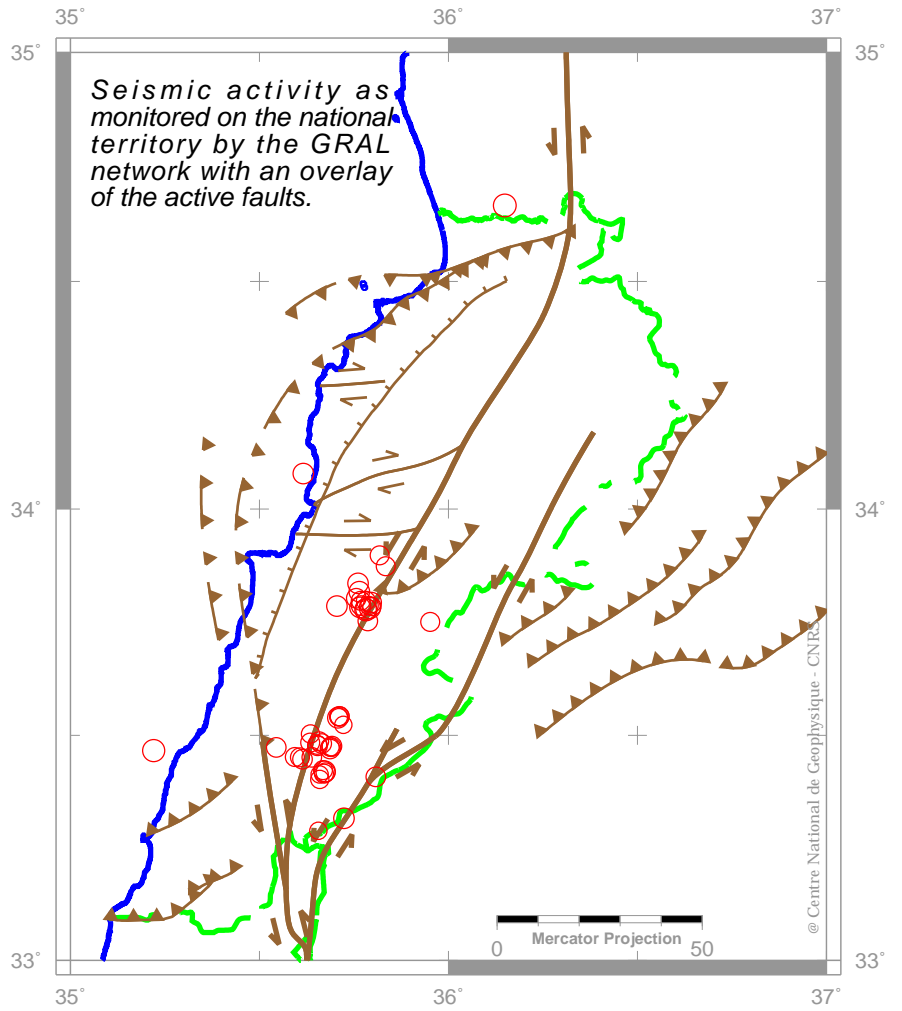 35° 36° 37°
35° 35°
Seismic activity as
monitored on the national
territory by the GRAL
network with an overlay
of the active faults.
34° 34°
@ Centre National de Geophysique - CNRS
Mercator Projection
0 50
33° 33°
35° 36° 37°